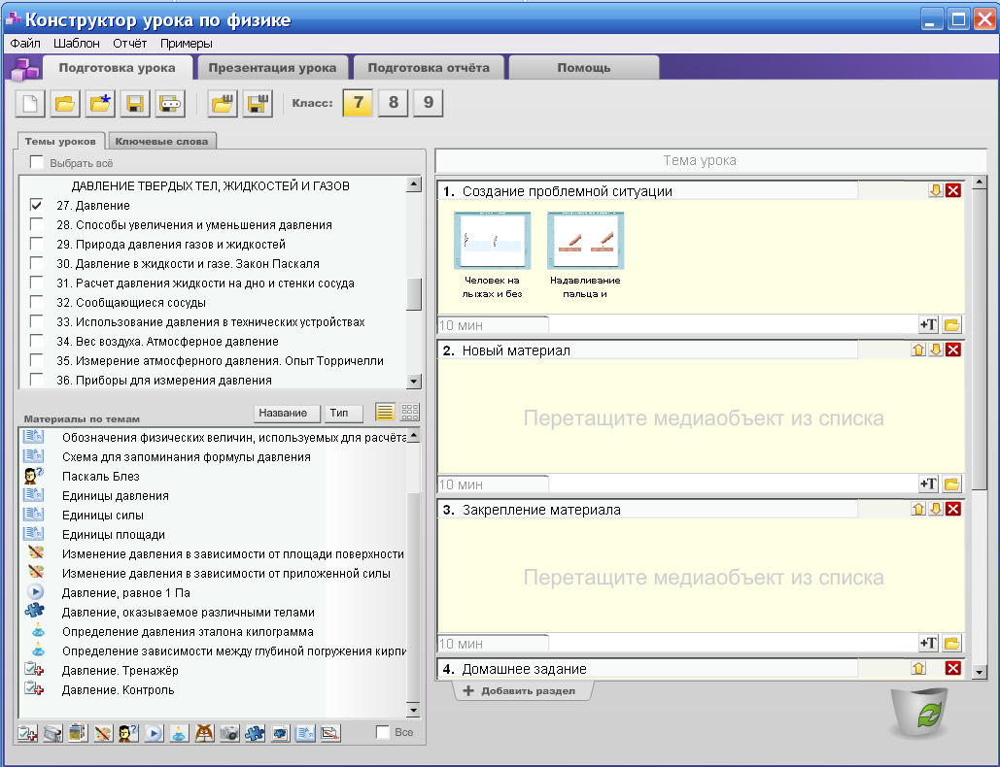 Конструктор урока по физике
Файл Шаблон Отчёт Примеры
Подготовка урока Презентация урока Подготовка отчёта Помощь
Класс: 7 8 9
Темы уроков Ключевые слова
Выбрать всё
ДАВЛЕНИЕ ТВЕРДЫХ ТЕЛ, ЖИДКОСТЕЙ И ГАЗОВ
27. Давление
28. Способы увеличения и уменьшения давления
29. Природа давления газов и жидкостей
30. Давление в жидкости и газе. Закон Паскаля
31. Расчет давления жидкости на дно и стенки сосуда
32. Сообщающиеся сосуды
33. Использование давления в технических устройствах
34. Вес воздуха. Атмосферное давление
35. Измерение атмосферного давления. Опыт Торричелли
36. Приборы для измерения давления
Материалы по темам Название Тип
Обозначения физических величин, используемых для расчёта
Схема для запоминания формулы давления
Паскаль Блез
Единицы давления
Единицы силы
Единицы площади
Изменение давления в зависимости от площади поверхности
Изменение давления в зависимости от приложенной силы
Давление, равное 1 Па
Давление, оказываемое различными телами
Определение давления эталона килограмма
Определение зависимости между глубиной погружения кирпи
Давление. Тренажёр
Давление. Контроль
Все
Тема урока
1. Создание проблемной ситуации
Человек на
лыжах и без
Надавливание
пальца и
10 мин +T
2. Новый материал
Перетащите медиаобъект из списка
10 мин +T
3. Закрепление материала
Перетащите медиаобъект из списка
10 мин +T
4. Домашнее задание
+ Добавить раздел